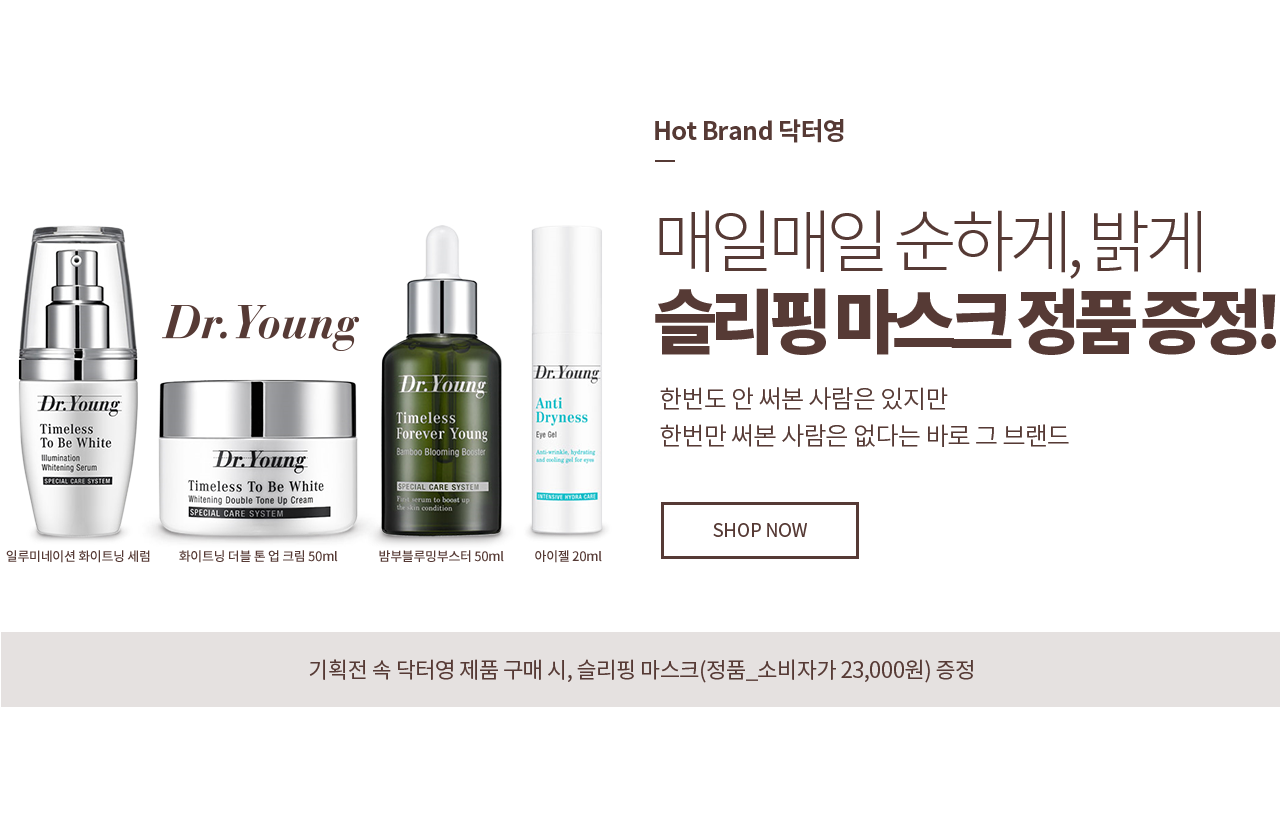 Hot Brand 닥터영
매일매일 순하게, 밝게
슬리핑 마스크 정품 증정!
한번도 안 써본 사람은 있지만
한번만 써본 사람은 없다는 바로 그 브랜드
SHOP NOW
Dr.Young
Dr.Young
Timeless
To Be White
Illumination
Whitening Serum
SPECIAL CARE SYSTEM
일루미네이션 화이트닝 세럼
Dr.Young
Timeless To Be White
Whitening Double Tone Up Cream
SPECIAL CARE SYSTEM
화이트닝 더블 톤 업 크림 50ml
Dr.Young
Timeless
Forever Young
Bamboo Blooming Booster
SPECIAL CARE SYSTEM
First serum to boost up
the skin condition
밤부블루밍부스터 50ml
Dr.Young
Anti
Dryness
Eye Gel
Anti-wrinkle, hydrating
and cooling gel for eyes
INTENSIVE HYDRA CARE
아이젤 20ml
기획전 속 닥터영 제품 구매 시, 슬리핑 마스크(정품_소비자가 23,000원) 증정